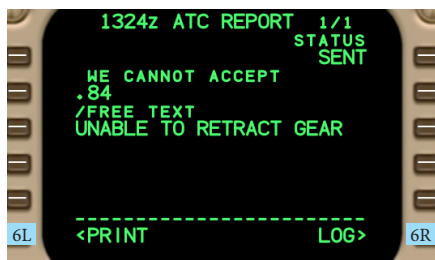 1324z ATC REPORT 1/1
STATUS
SENT
WE CANNOT ACCEPT
.84
/FREE TEXT
UNABLE TO RETRACT GEAR
------------------------------
6L <PRINT LOG> 6R